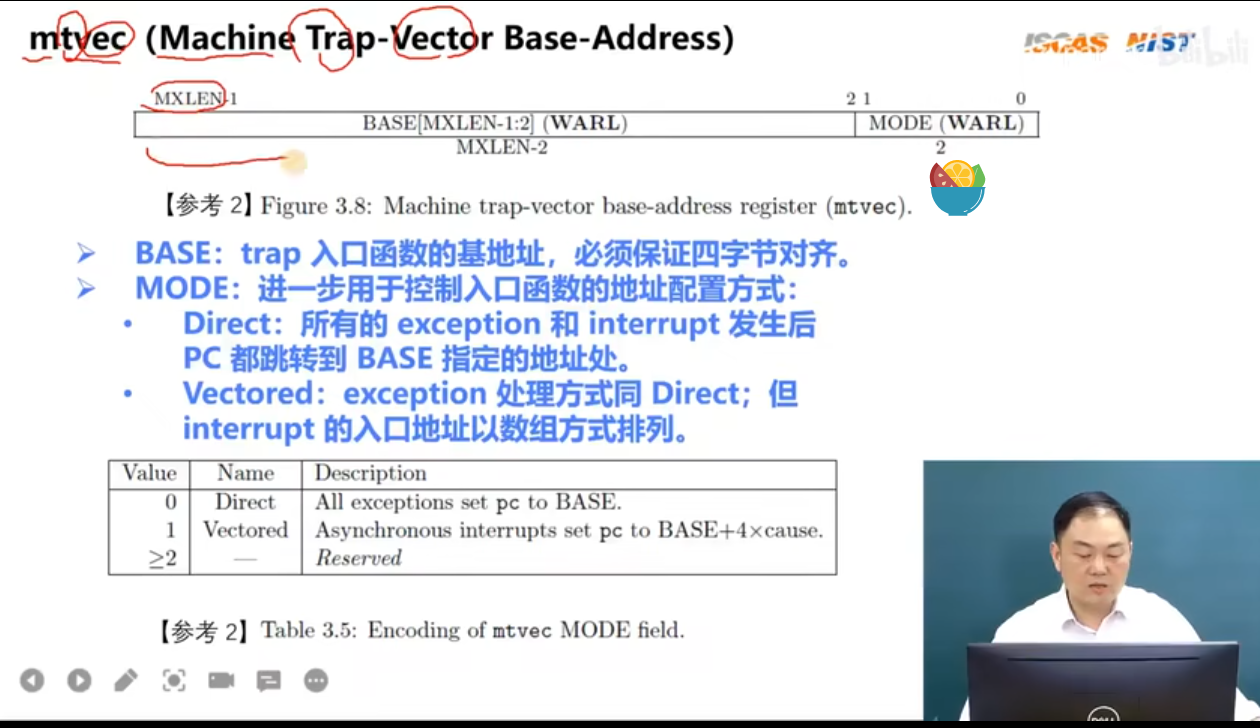 mtvec (Machine Trap-Vector Base-Address)
ISCAS NIST
bilibili
MXLEN-1 2 1 0
BASE[MXLEN-1:2] (WARL) MODE (WARL)
MXLEN-2 2
【参考 2】Figure 3.8: Machine trap-vector base-address register (mtvec).
➢ BASE：trap 入口函数的基地址，必须保证四字节对齐。
➢ MODE：进一步用于控制入口函数的地址配置方式：
• Direct：所有的 exception 和 interrupt 发生后
PC 都跳转到 BASE 指定的地址处。
• Vectored：exception 处理方式同 Direct；但
interrupt 的入口地址以数组方式排列。
Value Name Description
0 Direct All exceptions set pc to BASE.
1 Vectored Asynchronous interrupts set pc to BASE+4×cause.
≥2 — Reserved
【参考 2】Table 3.5: Encoding of mtvec MODE field.
DELL